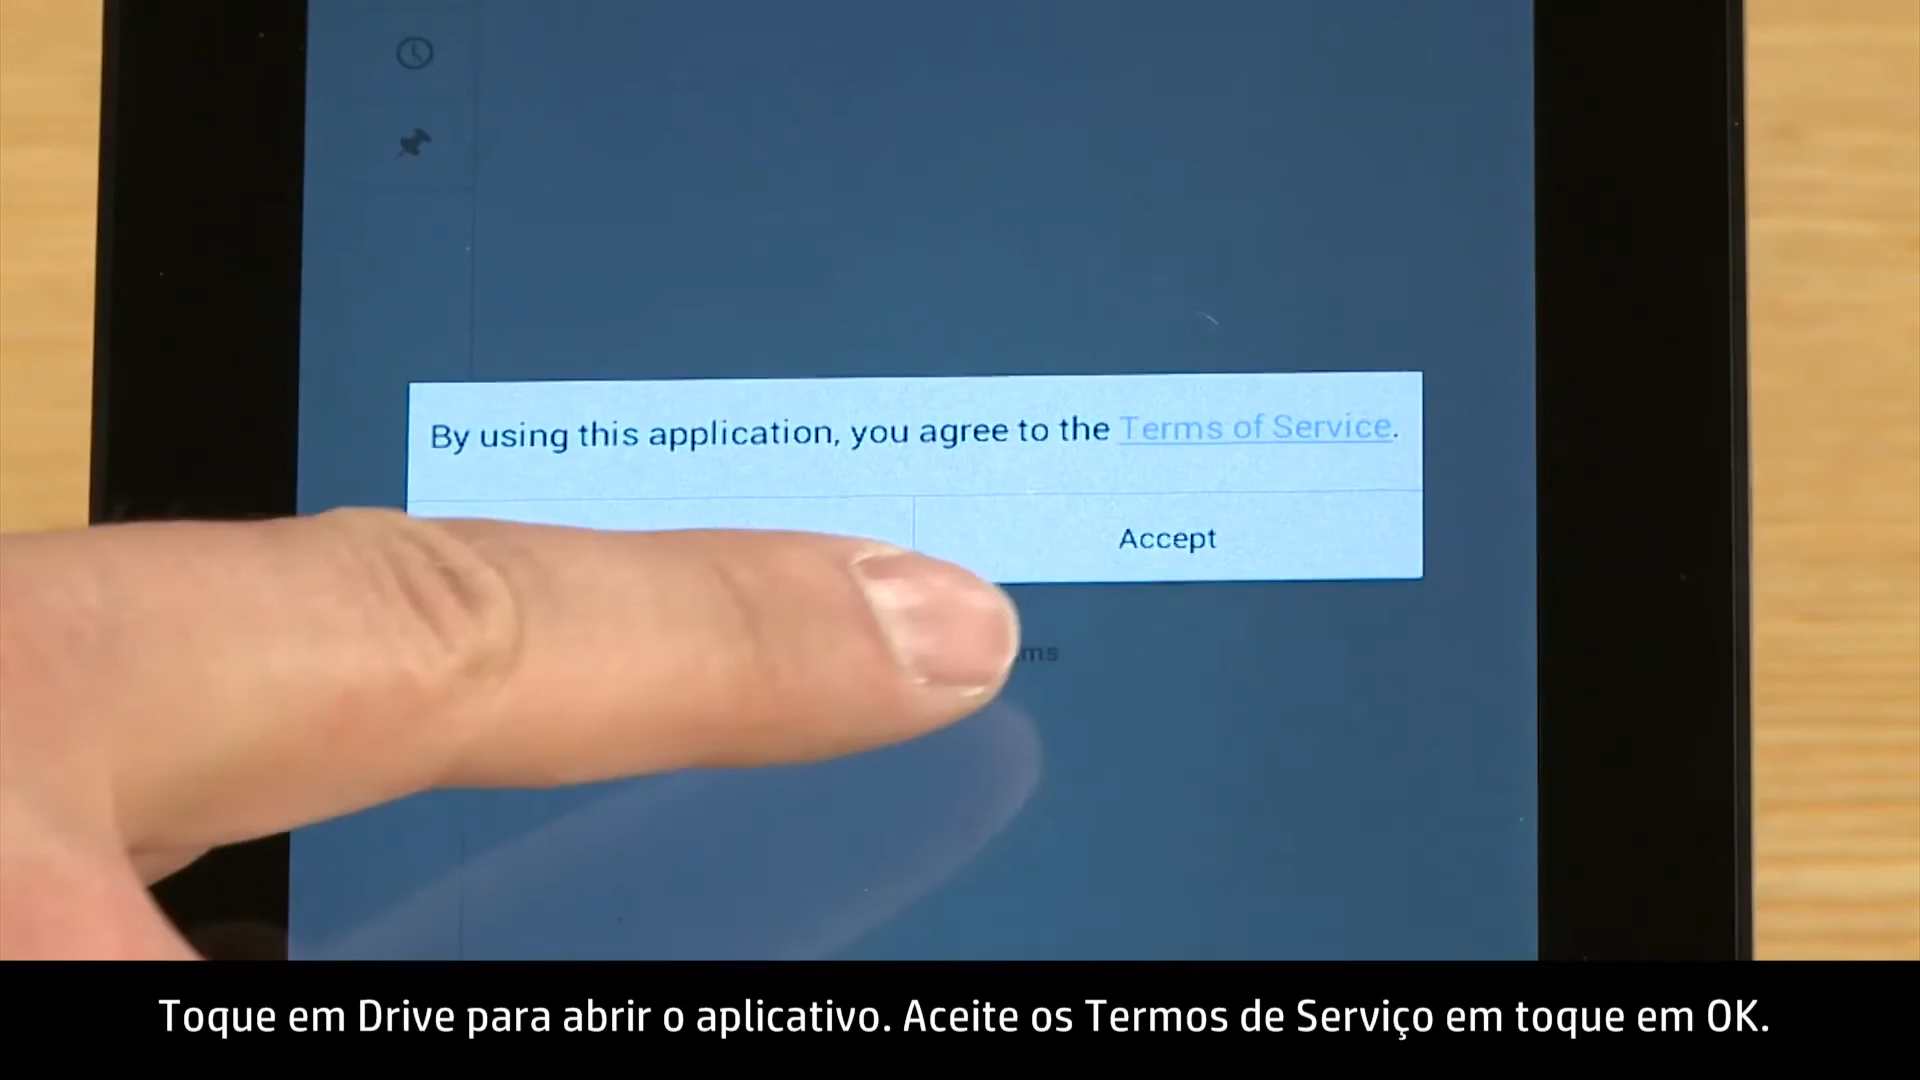 By using this application, you agree to the Terms of Service.
Accept
Toque em Drive para abrir o aplicativo. Aceite os Termos de Serviço em toque em OK.